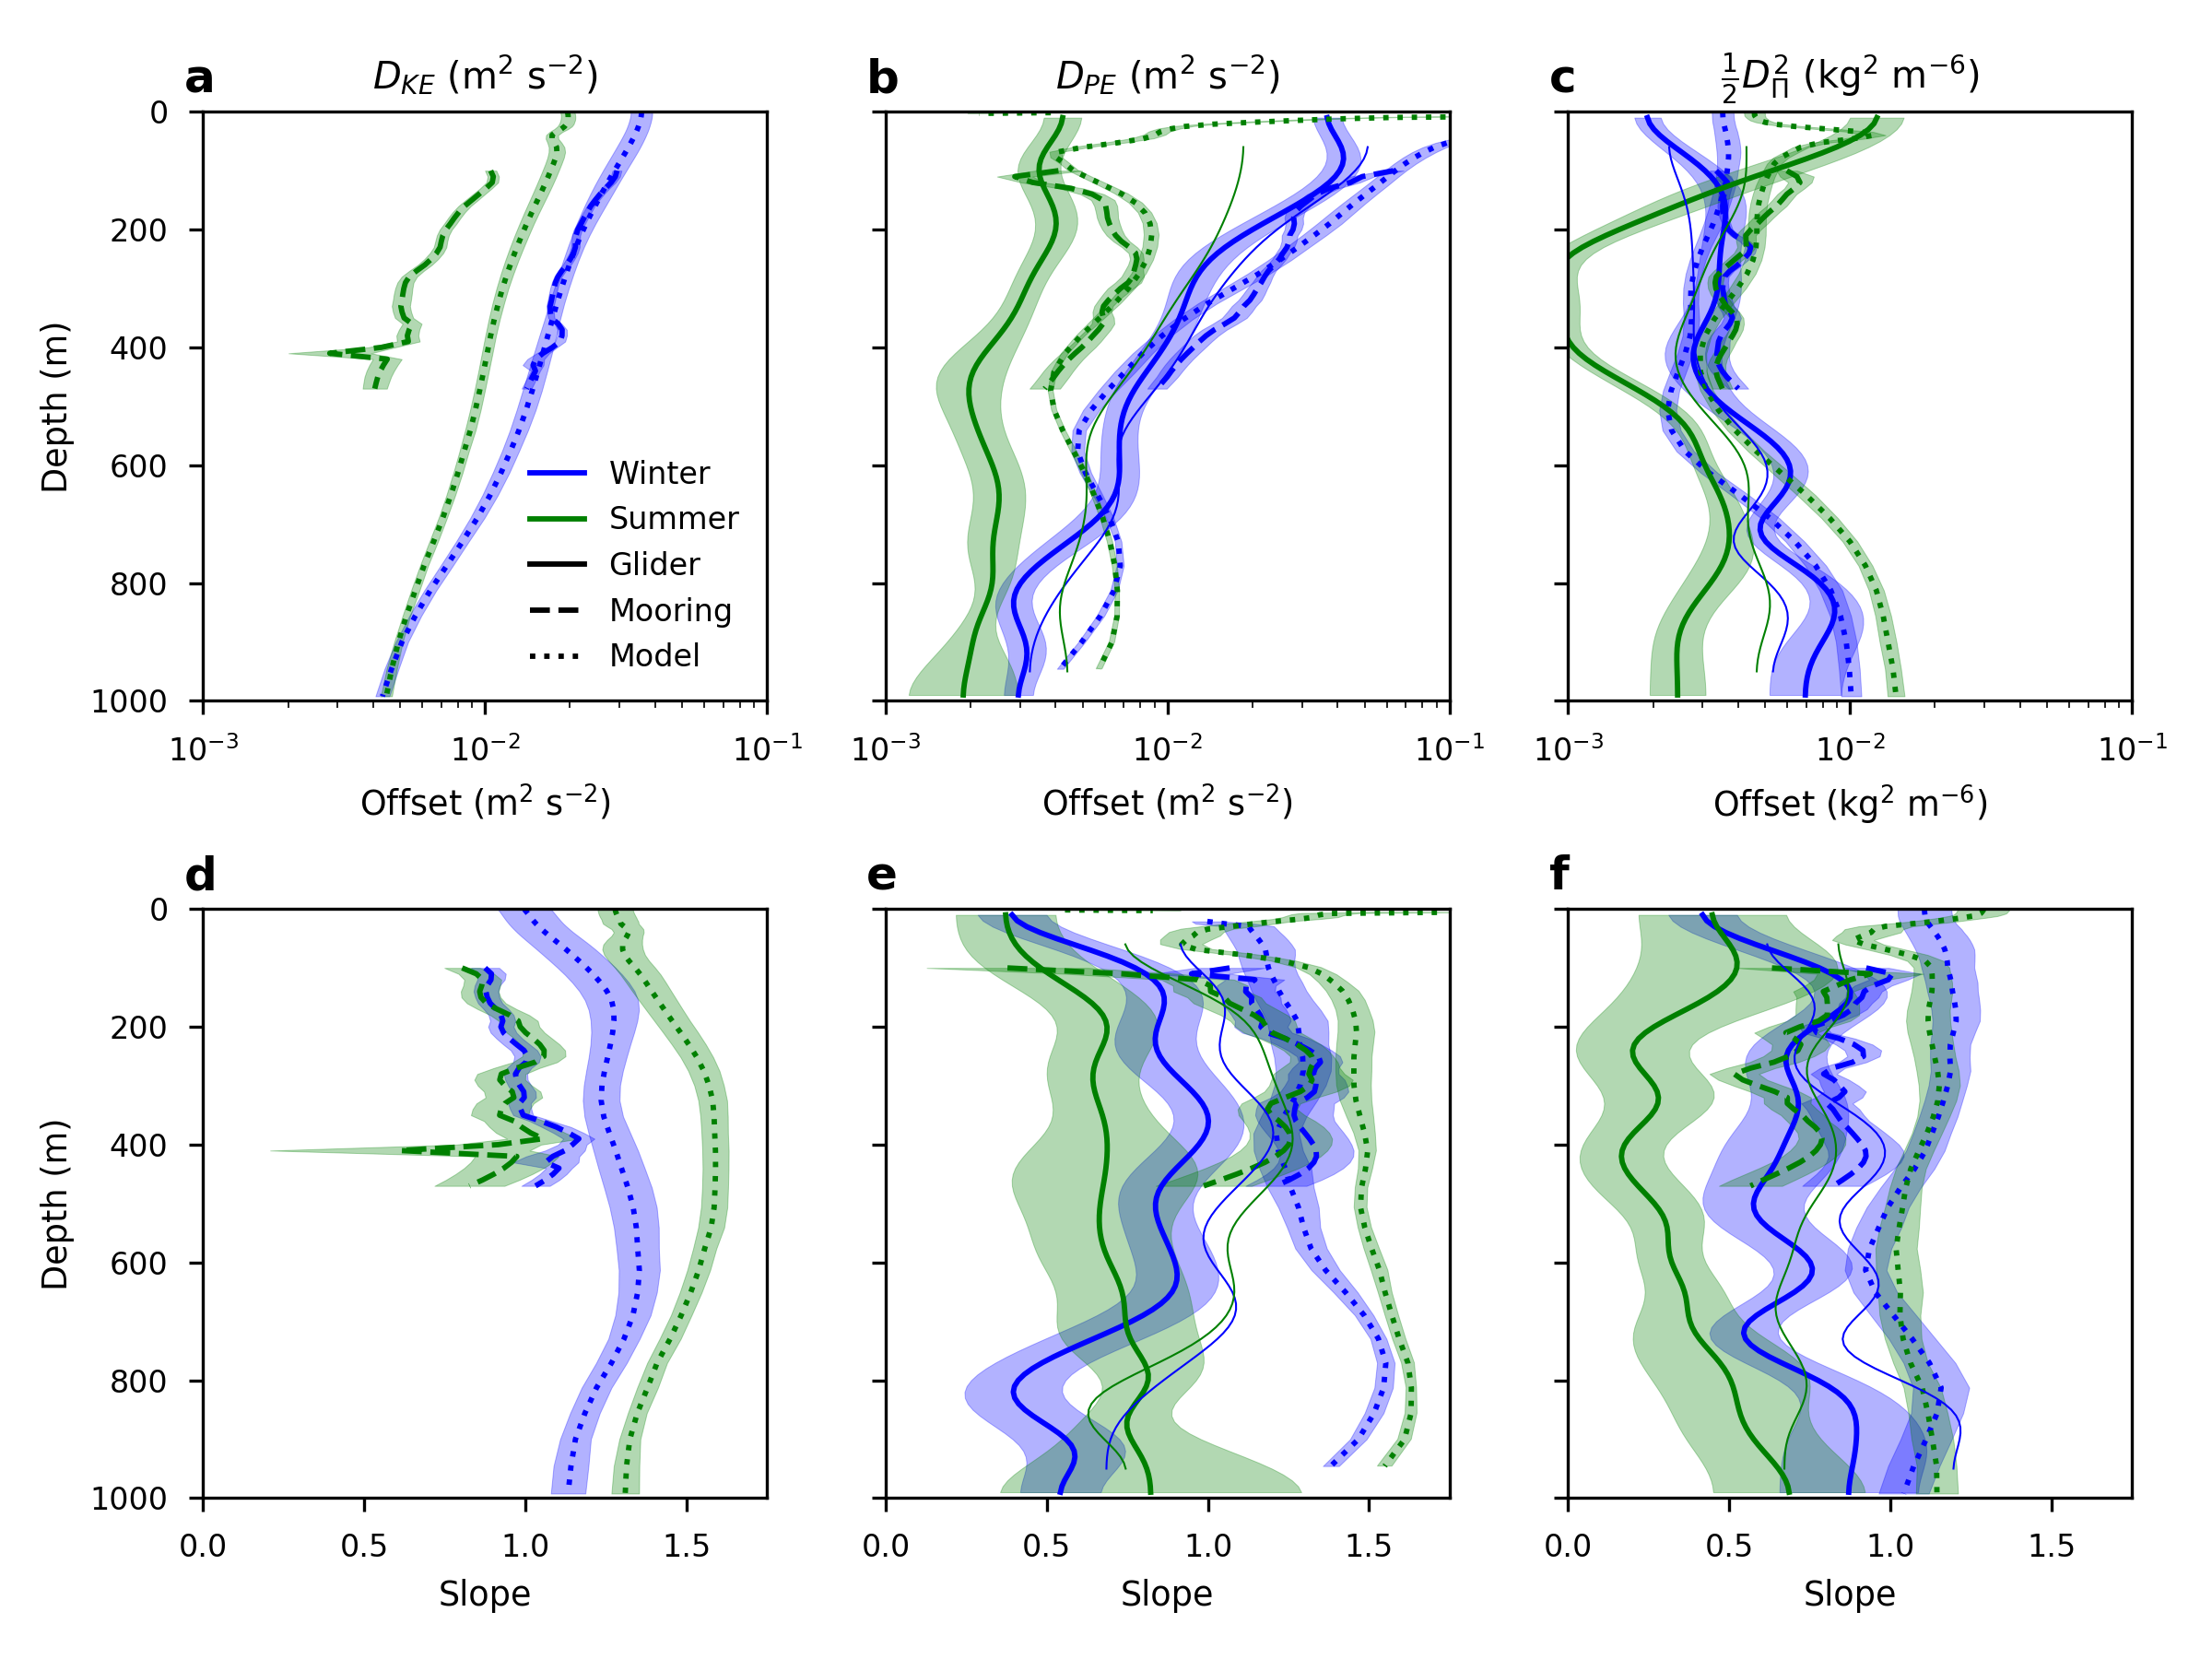 a
D_KE (m² s⁻²)
b
D_PE (m² s⁻²)
c
½D²_Π (kg² m⁻⁶)
0
200
400
600
800
1000
Depth (m)
Winter
Summer
Glider
Mooring
Model
10⁻³ 10⁻² 10⁻¹
10⁻³ 10⁻² 10⁻¹
10⁻³ 10⁻² 10⁻¹
Offset (m² s⁻²)
Offset (m² s⁻²)
Offset (kg² m⁻⁶)
d
e
f
0
200
400
600
800
1000
Depth (m)
0.0 0.5 1.0 1.5
0.0 0.5 1.0 1.5
0.0 0.5 1.0 1.5
Slope
Slope
Slope